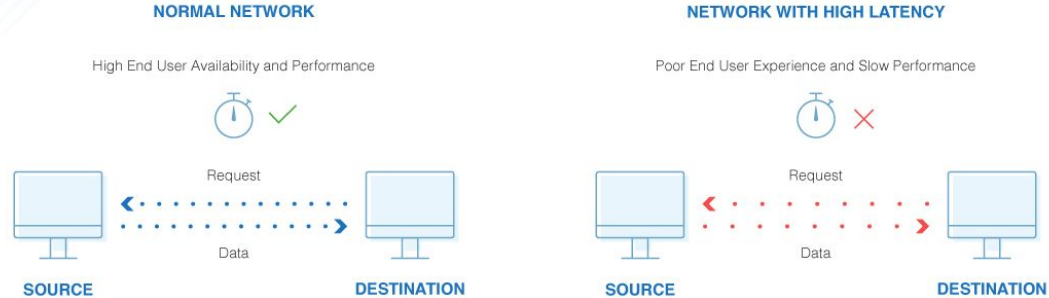 NORMAL NETWORK
High End User Availability and Performance
Request
Data
SOURCE
DESTINATION
NETWORK WITH HIGH LATENCY
Poor End User Experience and Slow Performance
Request
Data
SOURCE
DESTINATION